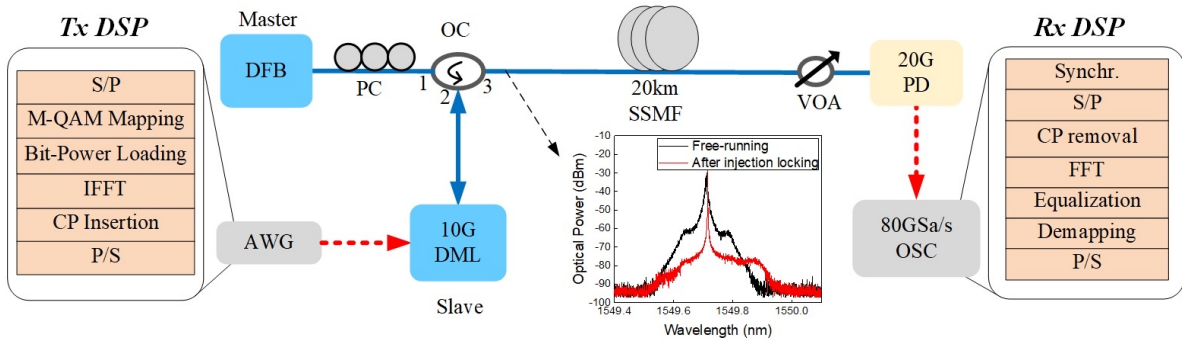 Tx DSP
S/P
M-QAM Mapping
Bit-Power Loading
IFFT
CP Insertion
P/S
AWG
Master
DFB
PC
OC
1
2
3
10G
DML
Slave
20km
SSMF
VOA
20G
PD
80GSa/s
OSC
Optical Power (dBm)
-10
-20
-30
-40
-50
-60
-70
-80
-90
-100
Free-running
After injection locking
1549.4
1549.6
1549.8
1550.0
Wavelength (nm)
Rx DSP
Synchr.
S/P
CP removal
FFT
Equalization
Demapping
P/S